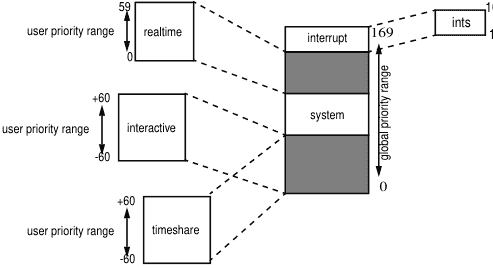 59
user priority range
realtime
0
interrupt
169
ints
global priority range
system
0
+60
user priority range
interactive
-60
+60
user priority range
timeshare
-60